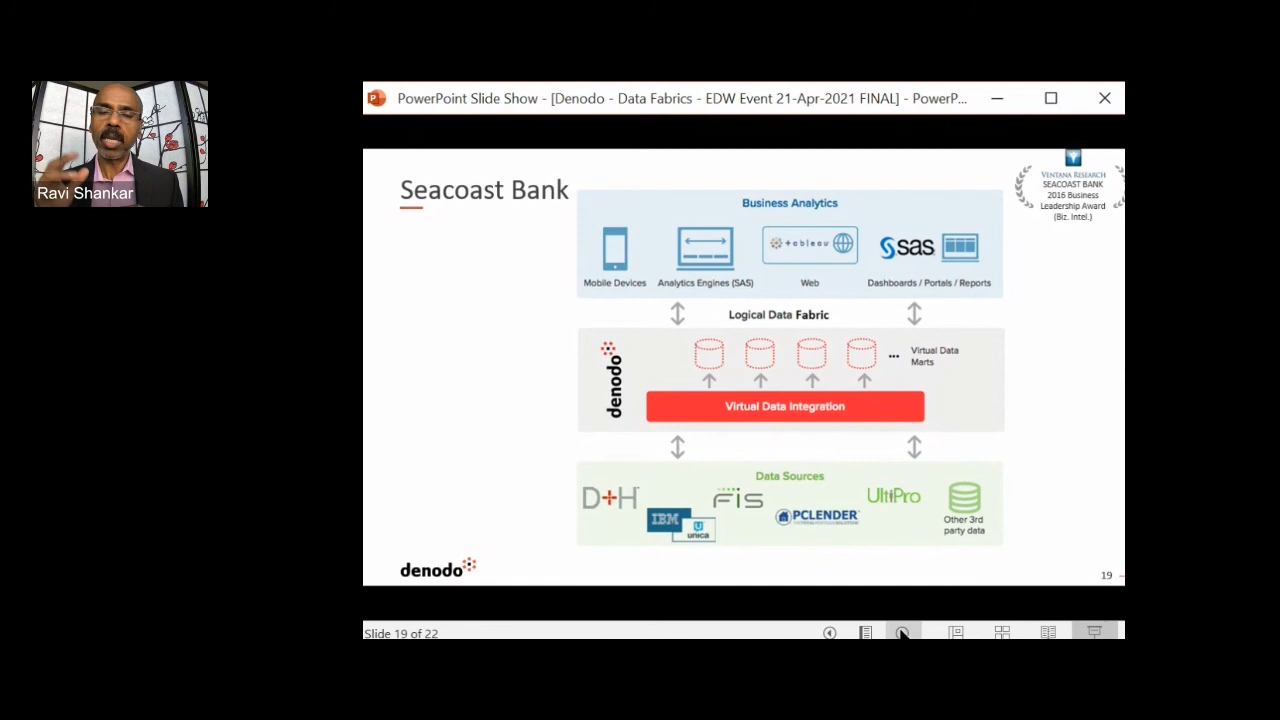 PowerPoint Slide Show - [Denodo - Data Fabrics - EDW Event 21-Apr-2021 FINAL] - PowerP...
Ravi Shankar
Seacoast Bank
VENTANA RESEARCH
SEACOAST BANK
2016 Business
Leadership Award
(Biz. Intel.)
Business Analytics
+ a b l e a u
sas
Mobile Devices
Analytics Engines (SAS)
Web
Dashboards / Portals / Reports
Logical Data Fabric
denodo
... Virtual Data
Marts
Virtual Data Integration
Data Sources
D+H
IBM
unica
FIS
PCLENDER
UltiPro
Other 3rd
party data
denodo
19
Slide 19 of 22